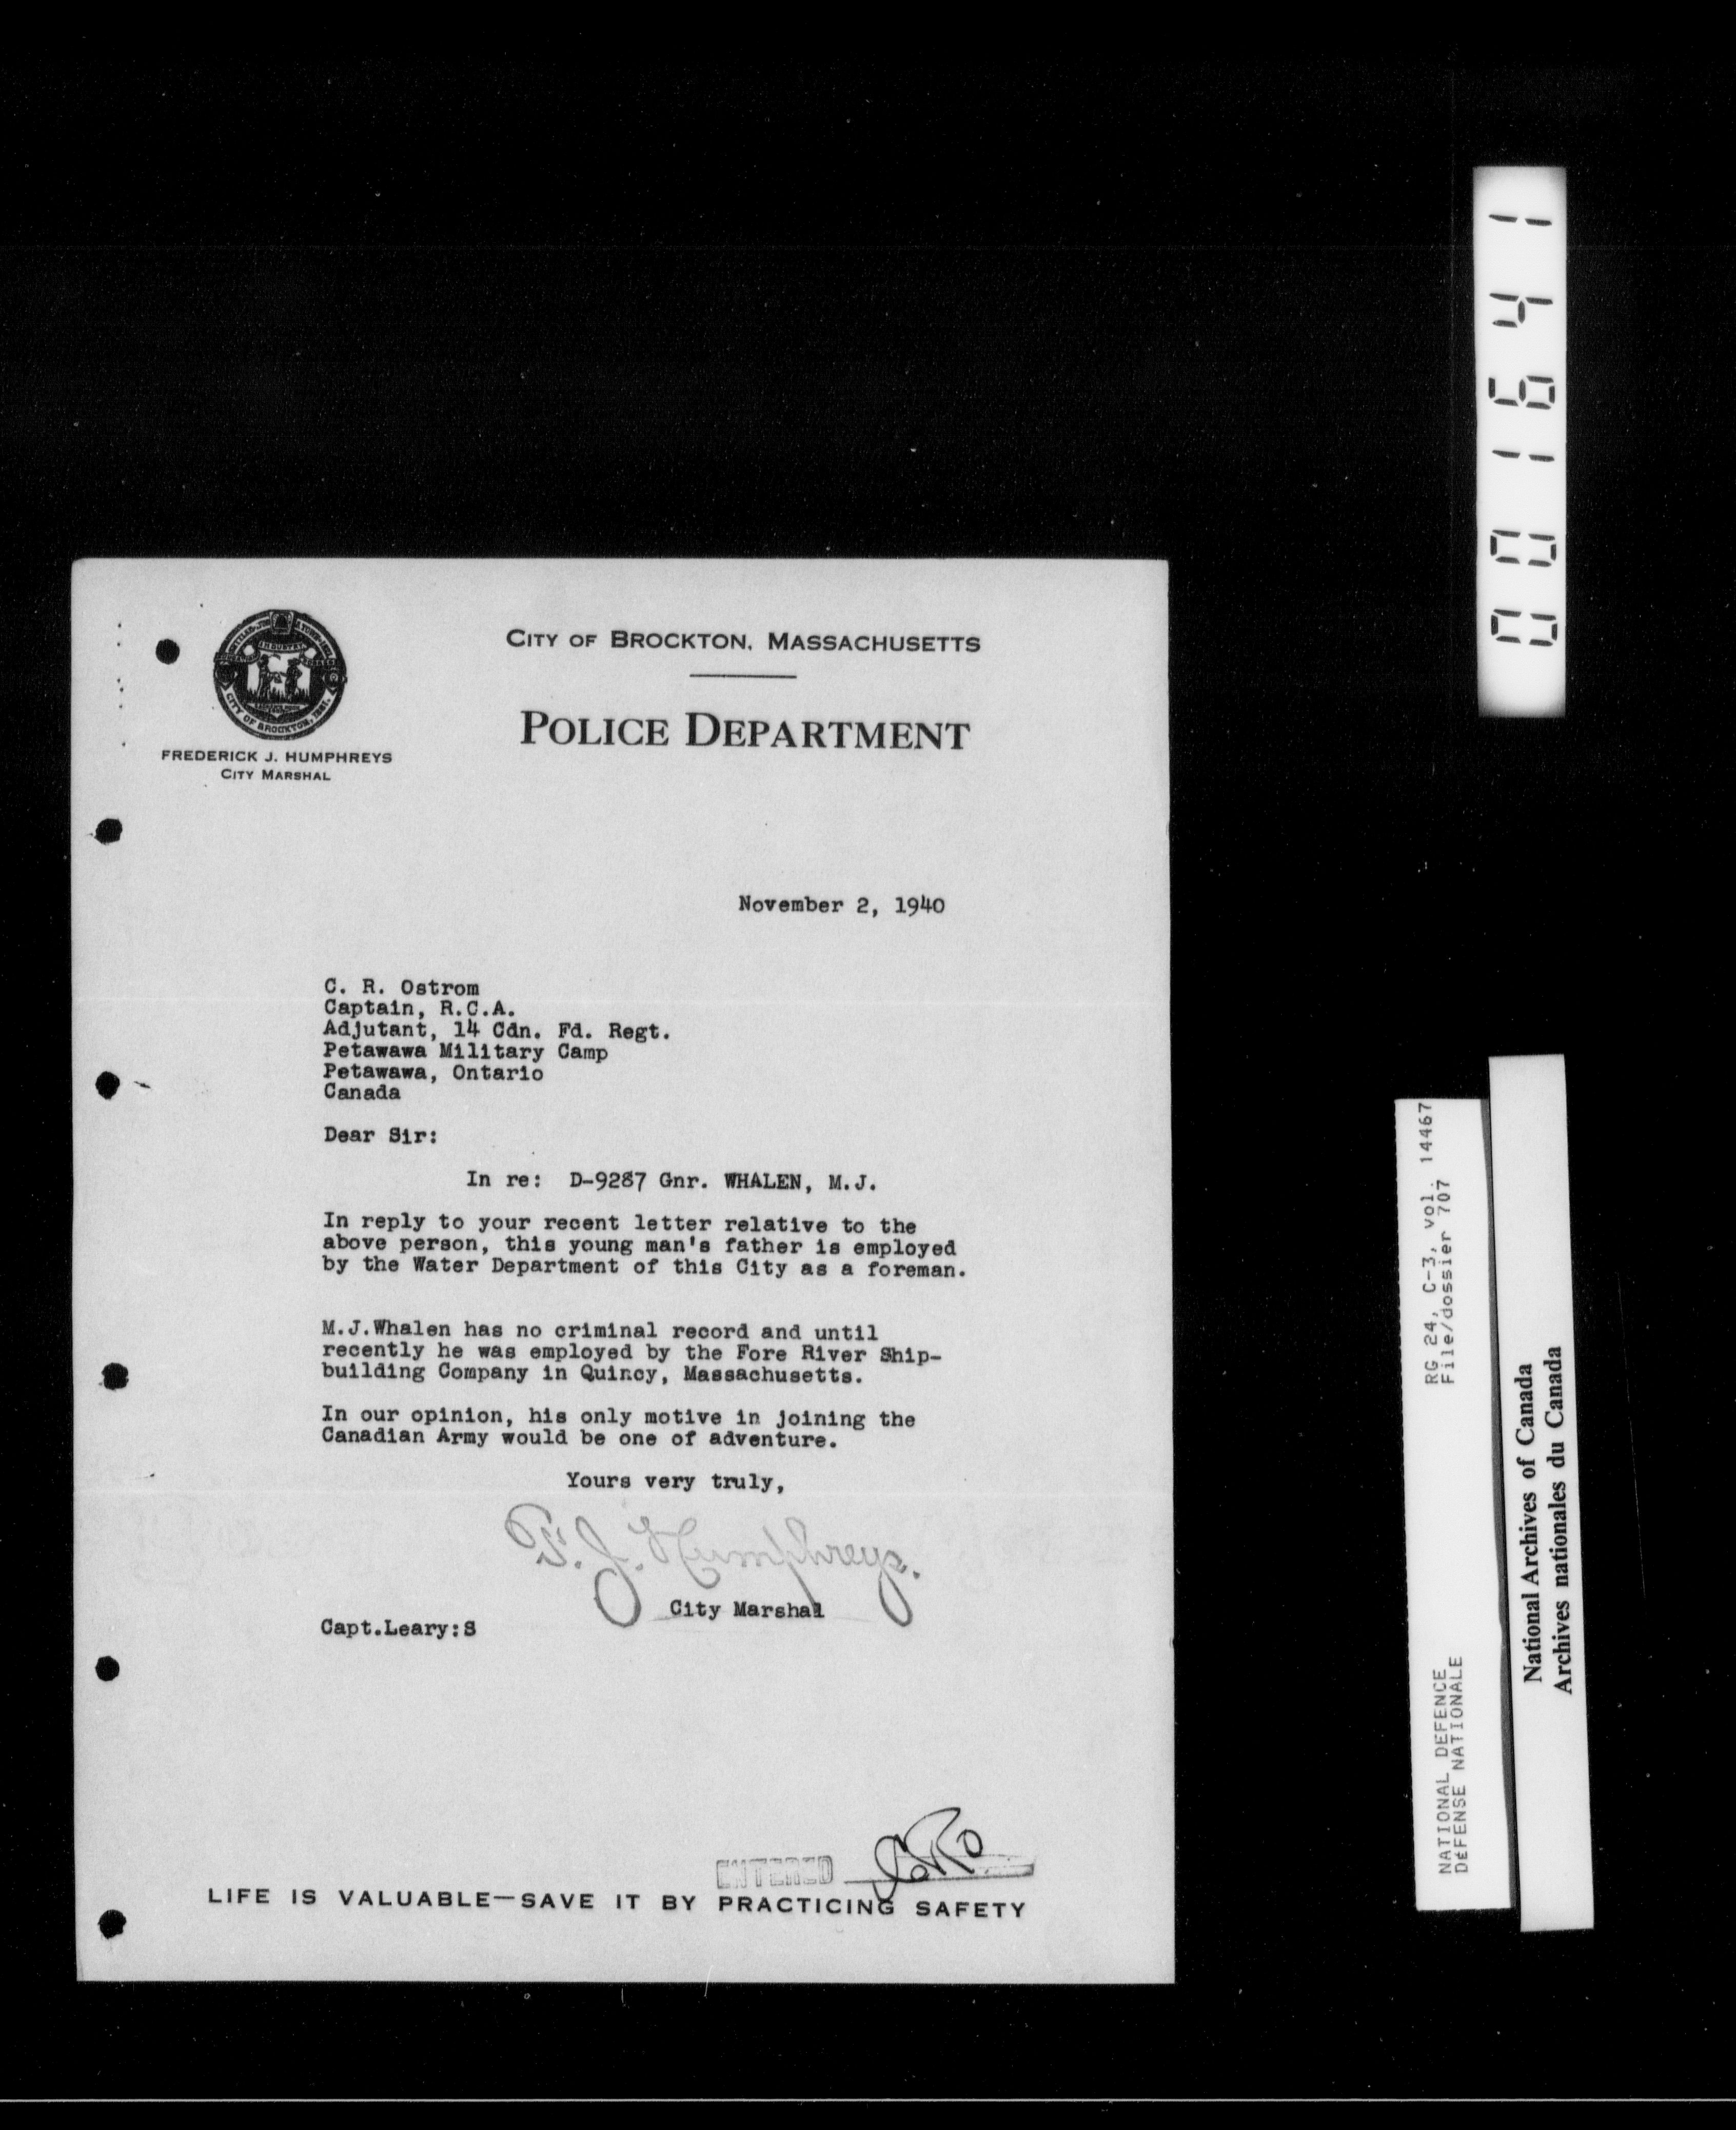 CITY OF BROCKTON, MASSACHUSETTS
POLICE DEPARTMENT
INDUSTRY
CITY OF BROCKTON, 1881.
FREDERICK J. HUMPHREYS
CITY MARSHAL
November 2, 1940
C. R. Ostrom
Captain, R.C.A.
Adjutant, 14 Cdn. Fd. Regt.
Petawawa Military Camp
Petawawa, Ontario
Canada
Dear Sir:
In re: D-9287 Gnr. WHALEN, M.J.
In reply to your recent letter relative to the
above person, this young man's father is employed
by the Water Department of this City as a foreman.
M.J.Whalen has no criminal record and until
recently he was employed by the Fore River Ship-
building Company in Quincy, Massachusetts.
In our opinion, his only motive in joining the
Canadian Army would be one of adventure.
Yours very truly,
F. J. Humphreys.
City Marshal
Capt.Leary:S
ENTERED CRO
LIFE IS VALUABLE—SAVE IT BY PRACTICING SAFETY
001641
NATIONAL DEFENCE RG 24, C-3, vol. 14467
DÉFENSE NATIONALE File/dossier 707
National Archives of Canada
Archives nationales du Canada